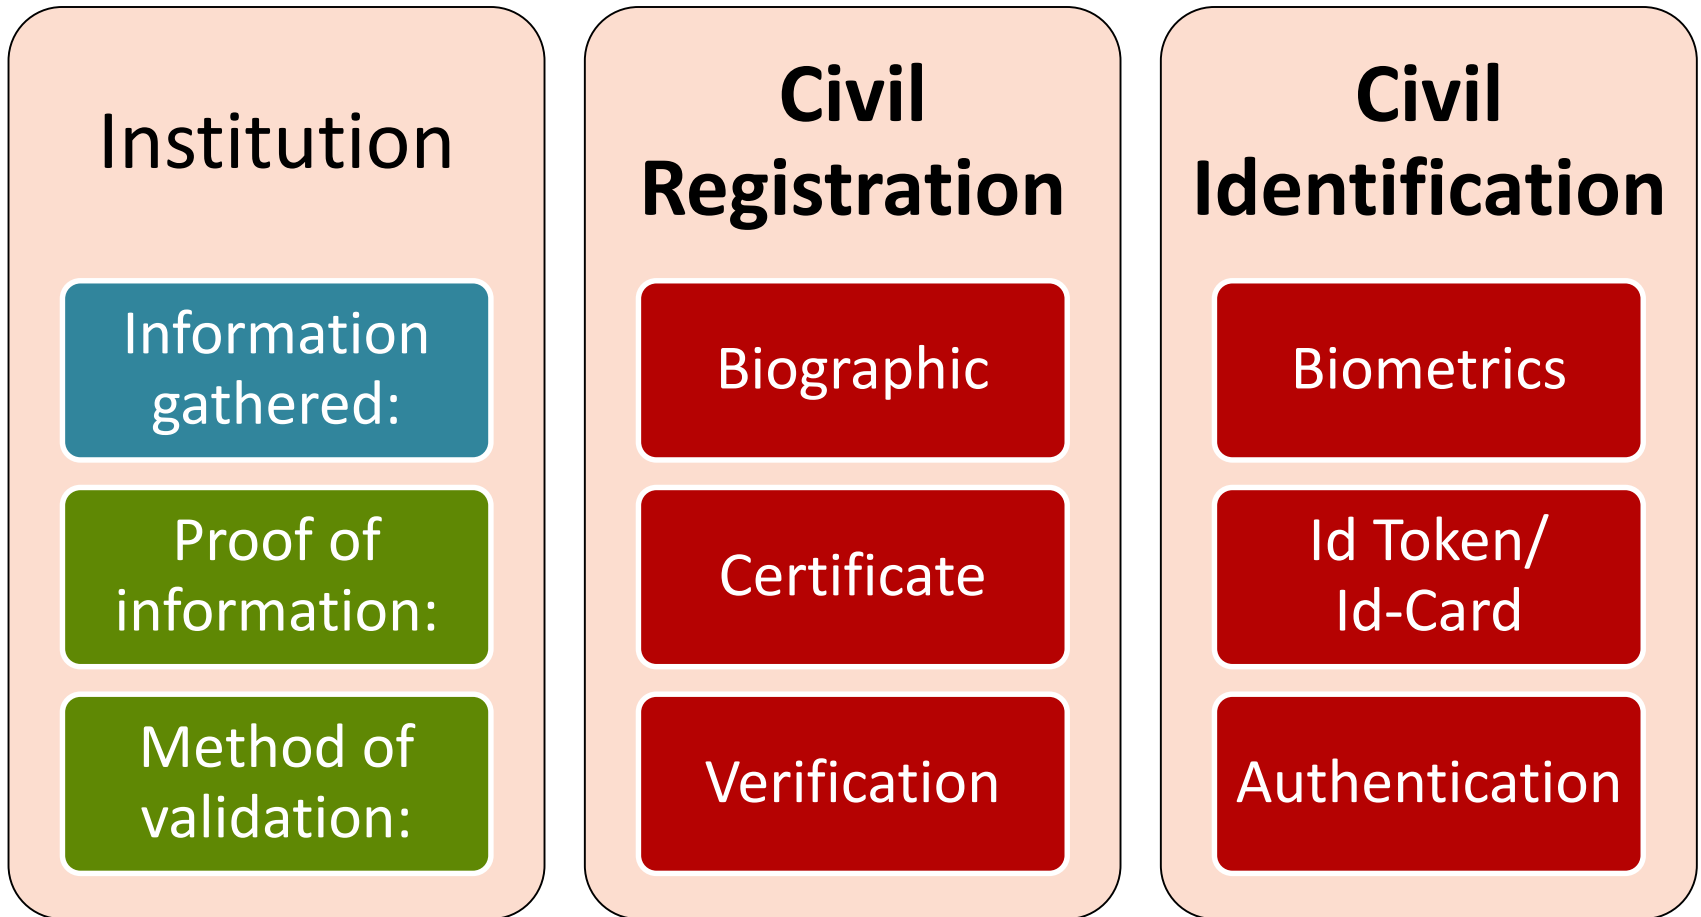 Institution
Information
gathered:
Proof of
information:
Method of
validation:
Civil
Registration
Biographic
Certificate
Verification
Civil
Identification
Biometrics
Id Token/
Id-Card
Authentication